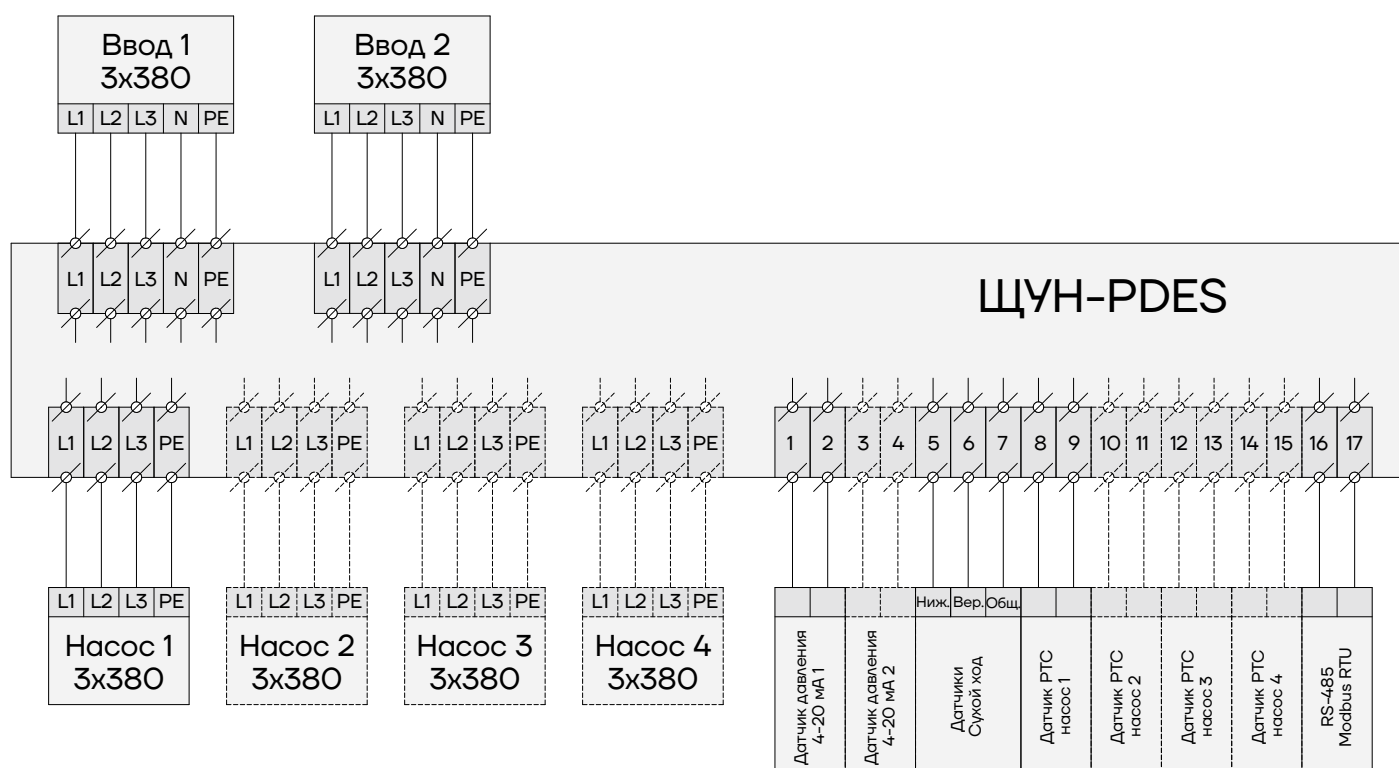 Ввод 1
3х380
L1 L2 L3 N PE
Ввод 2
3х380
L1 L2 L3 N PE
L1 L2 L3 N PE
L1 L2 L3 N PE
ЩУН-PDES
L1 L2 L3 PE
L1 L2 L3 PE
L1 L2 L3 PE
L1 L2 L3 PE
1 2 3 4 5 6 7 8 9 10 11 12 13 14 15 16 17
L1 L2 L3 PE
Насос 1
3х380
L1 L2 L3 PE
Насос 2
3х380
L1 L2 L3 PE
Насос 3
3х380
L1 L2 L3 PE
Насос 4
3х380
Ниж. Вер. Общ.
Датчик давления
4-20 мА 1
Датчик давления
4-20 мА 2
Датчики
Сухой ход
Датчик РТС
насос 1
Датчик РТС
насос 2
Датчик РТС
насос 3
Датчик РТС
насос 4
RS-485
Modbus RTU